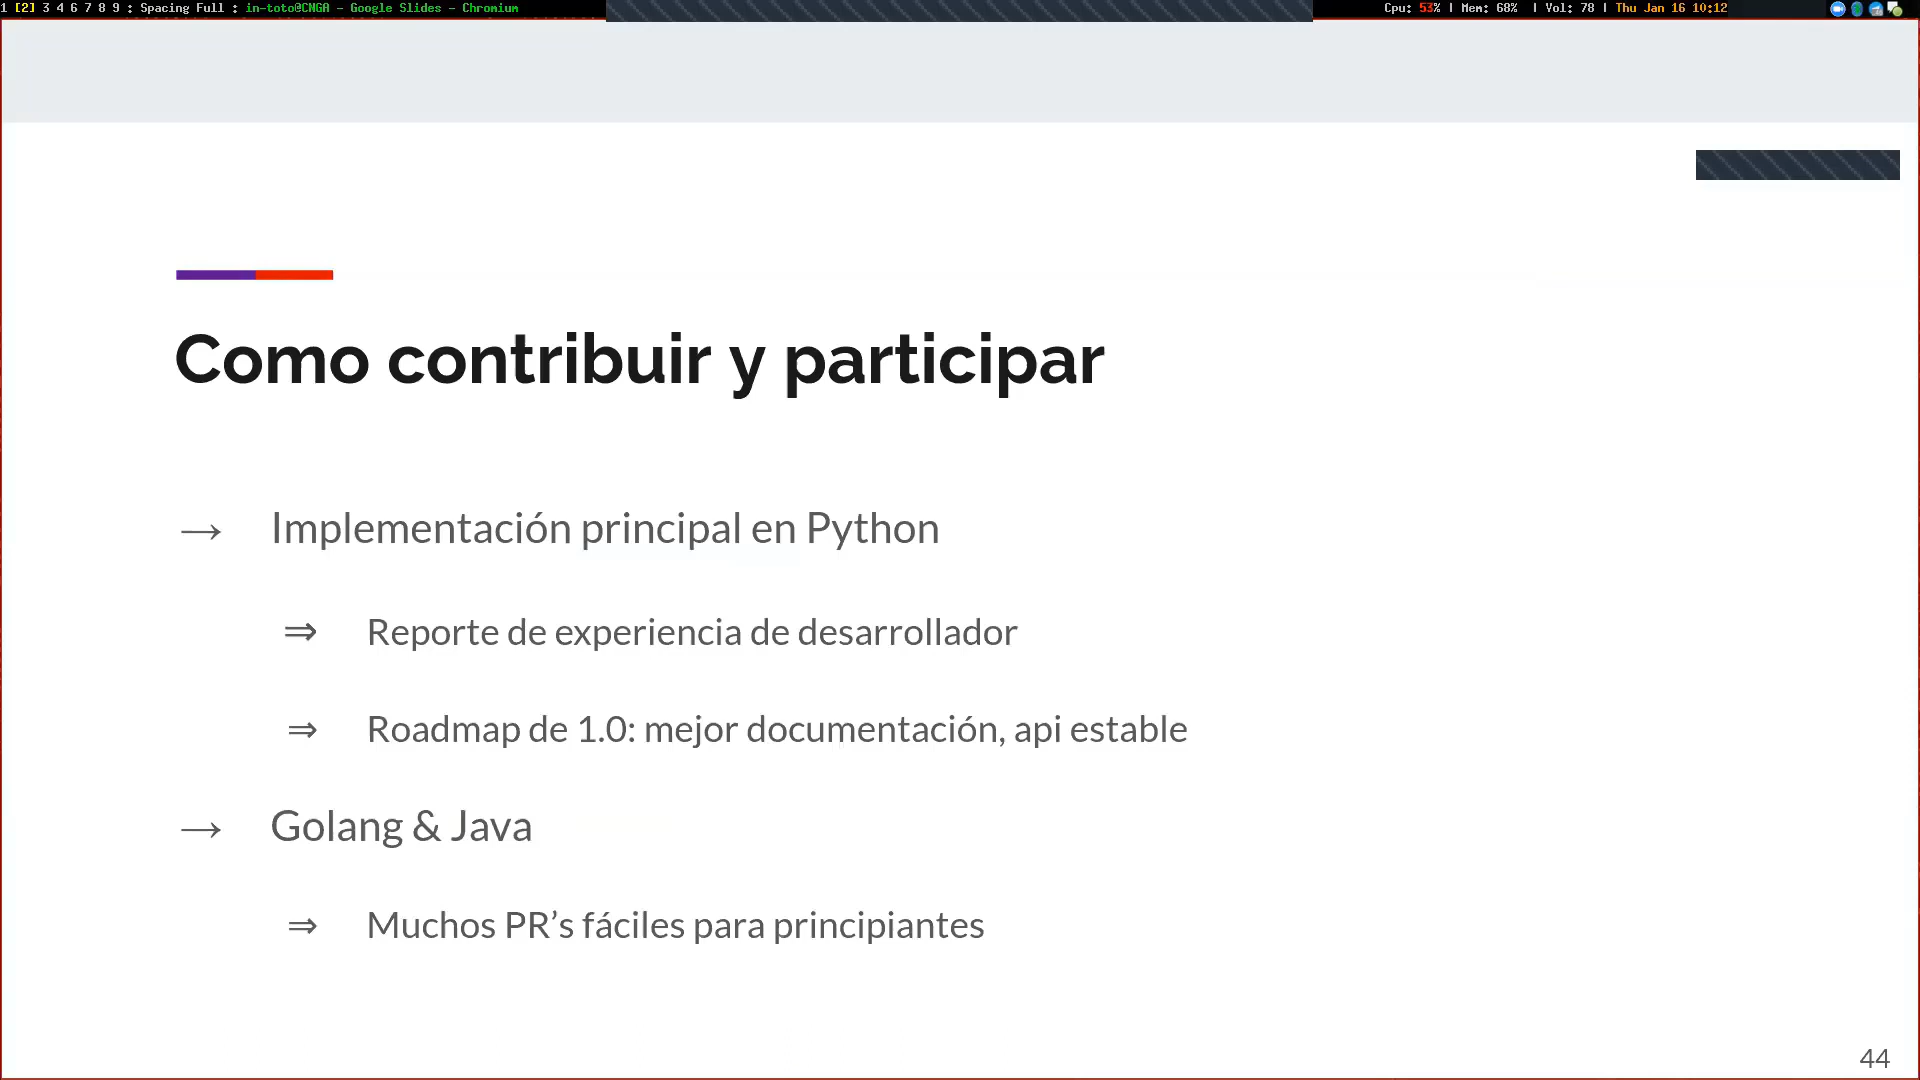 1 [2] 3 4 6 7 8 9 : Spacing Full : in-toto@CNGA - Google Slides - Chromium
Cpu: 53% | Mem: 68% | Vol: 78 | Thu Jan 16 10:12
Como contribuir y participar
→ Implementación principal en Python
⇒ Reporte de experiencia de desarrollador
⇒ Roadmap de 1.0: mejor documentación, api estable
→ Golang & Java
⇒ Muchos PR’s fáciles para principiantes
44